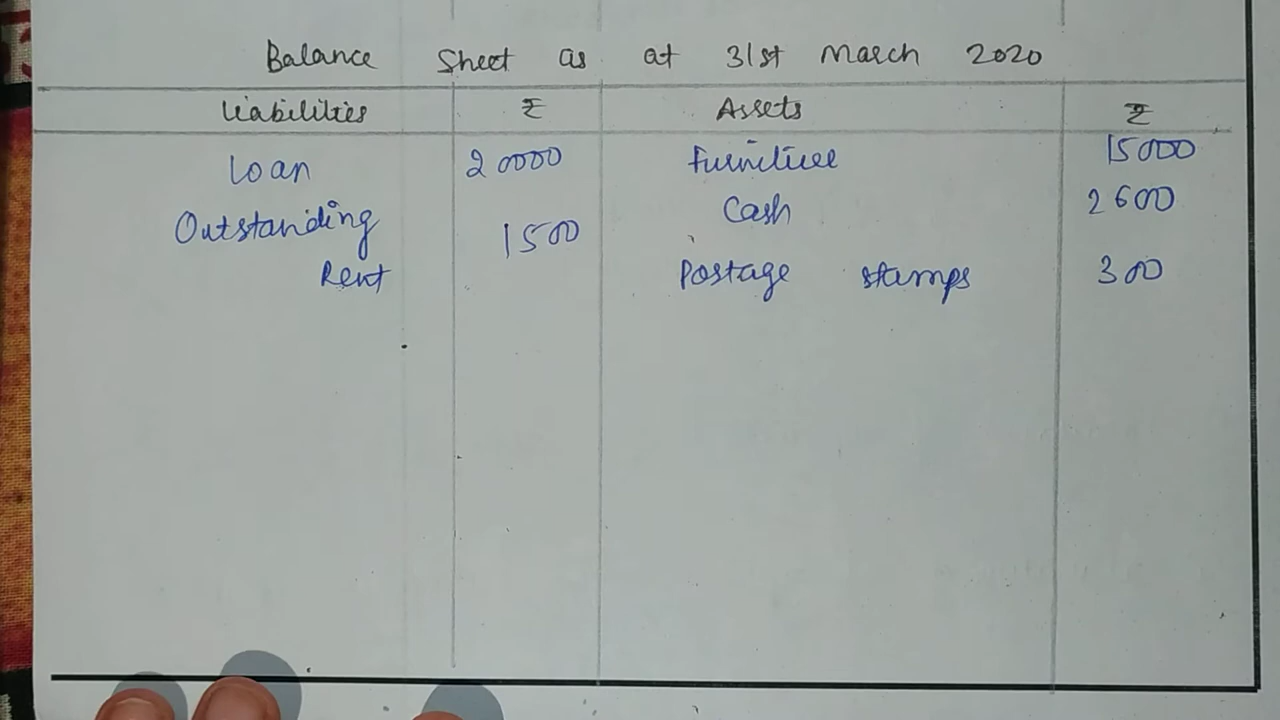 Balance Sheet as at 31st March 2020
Liabilities ₹ Assets ₹
Loan 20000 Furniture 15000
Outstanding 1500 Cash 2600
Rent Postage stamps 300